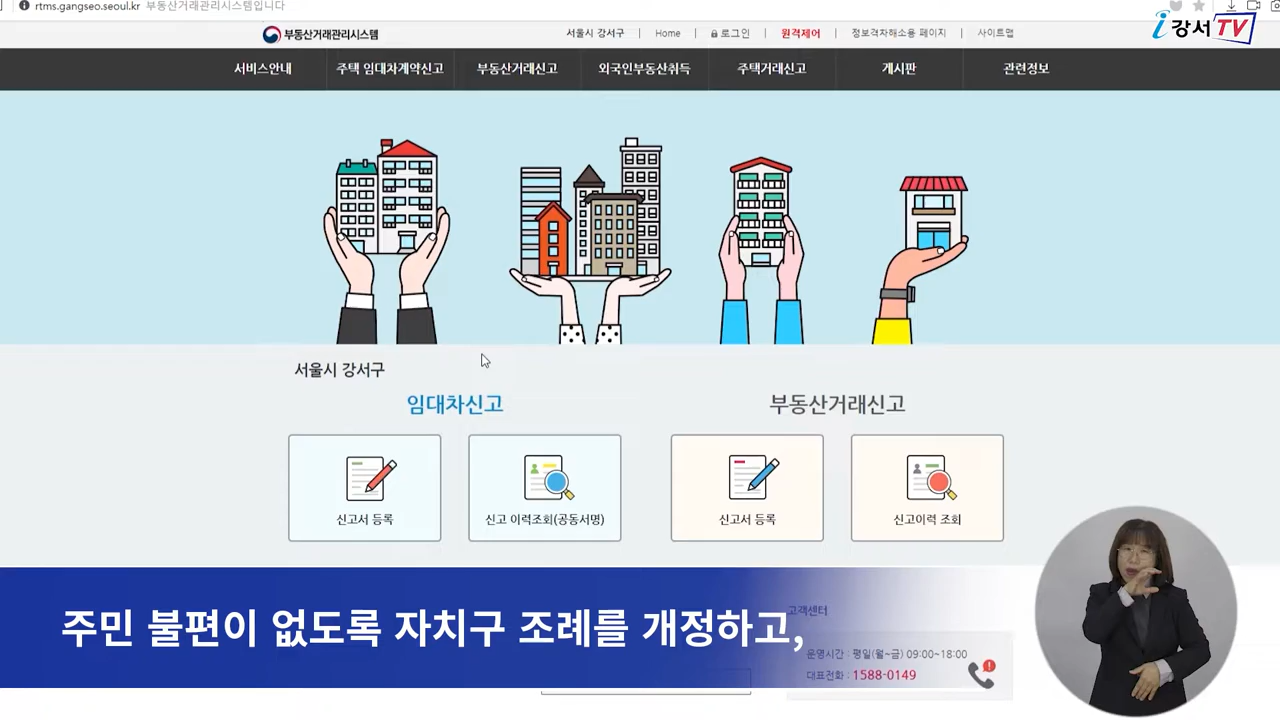 rtms.gangseo.seoul.kr 부동산거래관리시스템입니다
i강서TV
부동산거래관리시스템
서울시 강서구 Home 로그인 원격제어 정보격차해소용 페이지 사이트맵
서비스안내 주택 임대차계약신고 부동산거래신고 외국인부동산취득 주택거래신고 게시판 관련정보
서울시 강서구
임대차신고 부동산거래신고
신고서 등록 신고 이력조회(공동서명) 신고서 등록 신고이력 조회
고객센터
주민 불편이 없도록 자치구 조례를 개정하고,
운영시간 : 평일(월~금) 09:00~18:00
대표전화 : 1588-0149